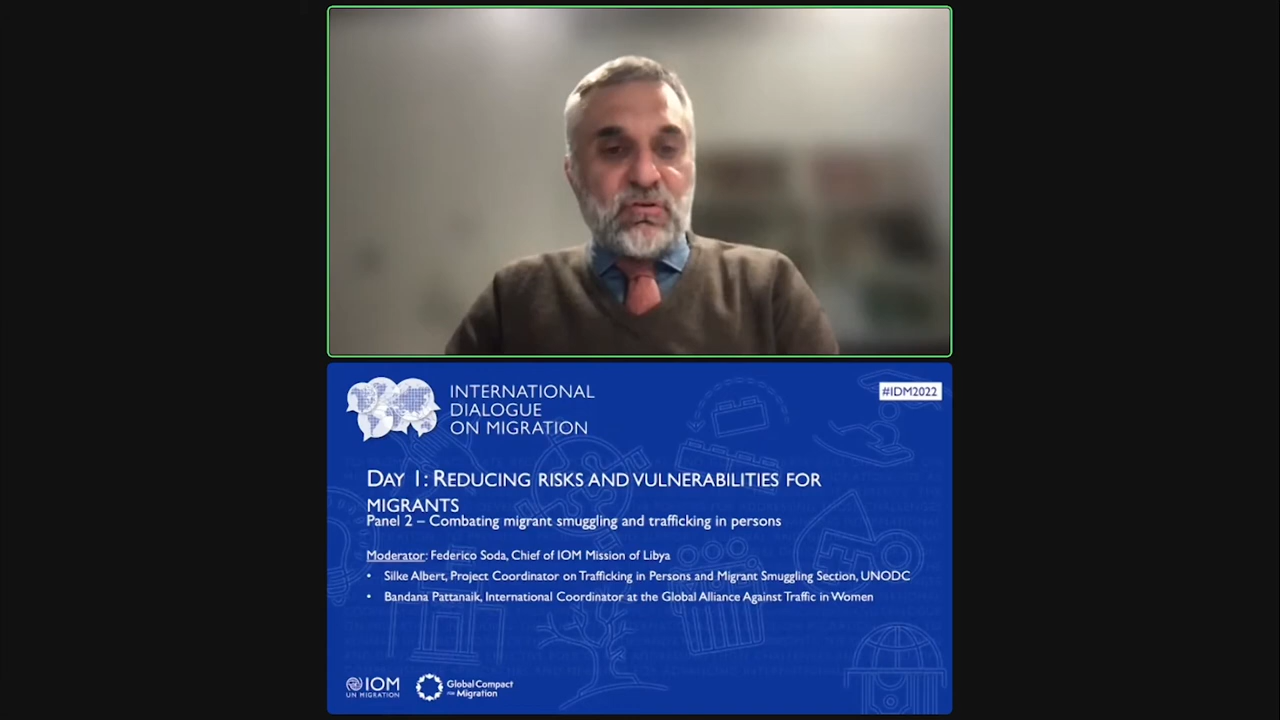 INTERNATIONAL
DIALOGUE
ON MIGRATION
#IDM2022
DAY 1: REDUCING RISKS AND VULNERABILITIES FOR
MIGRANTS
Panel 2 – Combating migrant smuggling and trafficking in persons
Moderator: Federico Soda, Chief of IOM Mission of Libya
• Silke Albert, Project Coordinator on Trafficking in Persons and Migrant Smuggling Section, UNODC
• Bandana Pattanaik, International Coordinator at the Global Alliance Against Traffic in Women
IOM
UN MIGRATION
Global Compact
for Migration